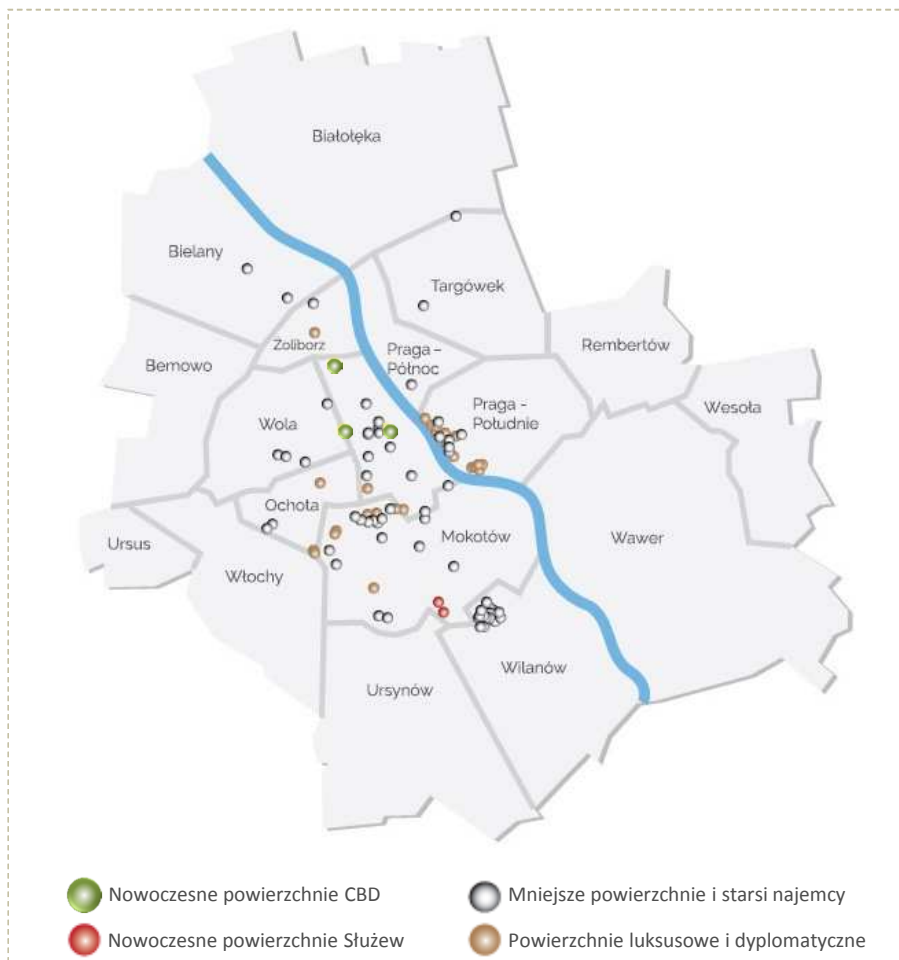 Białołęka
Bielany
Targówek
Żoliborz
Praga –
Północ
Rembertów
Bemowo
Praga -
Południe
Wesoła
Wola
Ochota
Mokotów
Wawer
Ursus
Włochy
Wilanów
Ursynów
Nowoczesne powierzchnie CBD
Mniejsze powierzchnie i starsi najemcy
Nowoczesne powierzchnie Służew
Powierzchnie luksusowe i dyplomatyczne